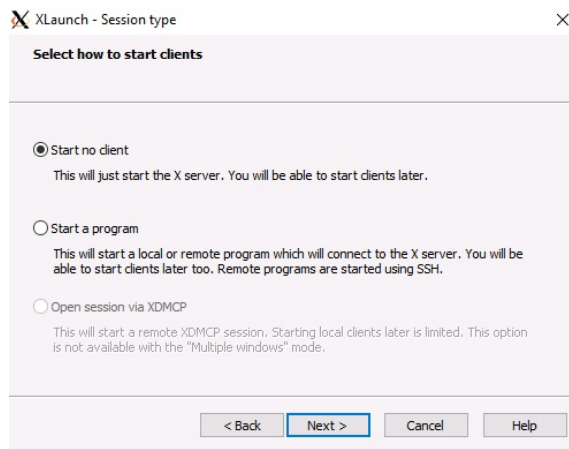 XLaunch - Session type
Select how to start clients
Start no client
This will just start the X server. You will be able to start clients later.
Start a program
This will start a local or remote program which will connect to the X server. You will be
able to start clients later too. Remote programs are started using SSH.
Open session via XDMCP
This will start a remote XDMCP session. Starting local clients later is limited. This option
is not available with the "Multiple windows" mode.
< Back Next > Cancel Help